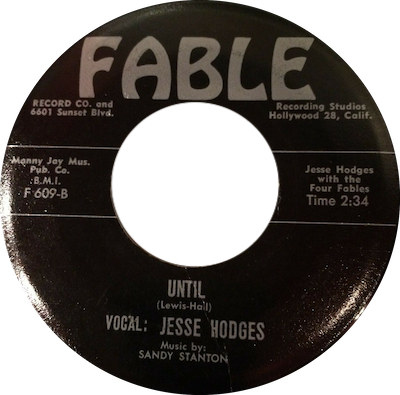 FABLE
RECORD CO. and
6601 Sunset Blvd.
Recording Studios
Hollywood 28, Calif.
Manny Jay Mus.
Pub. Co.
B.M.I.
F 609-B
Jesse Hodges
with the
Four Fables
Time 2:34
UNTIL
(Lewis-Hail)
VOCAL: JESSE HODGES
Music by:
SANDY STANTON